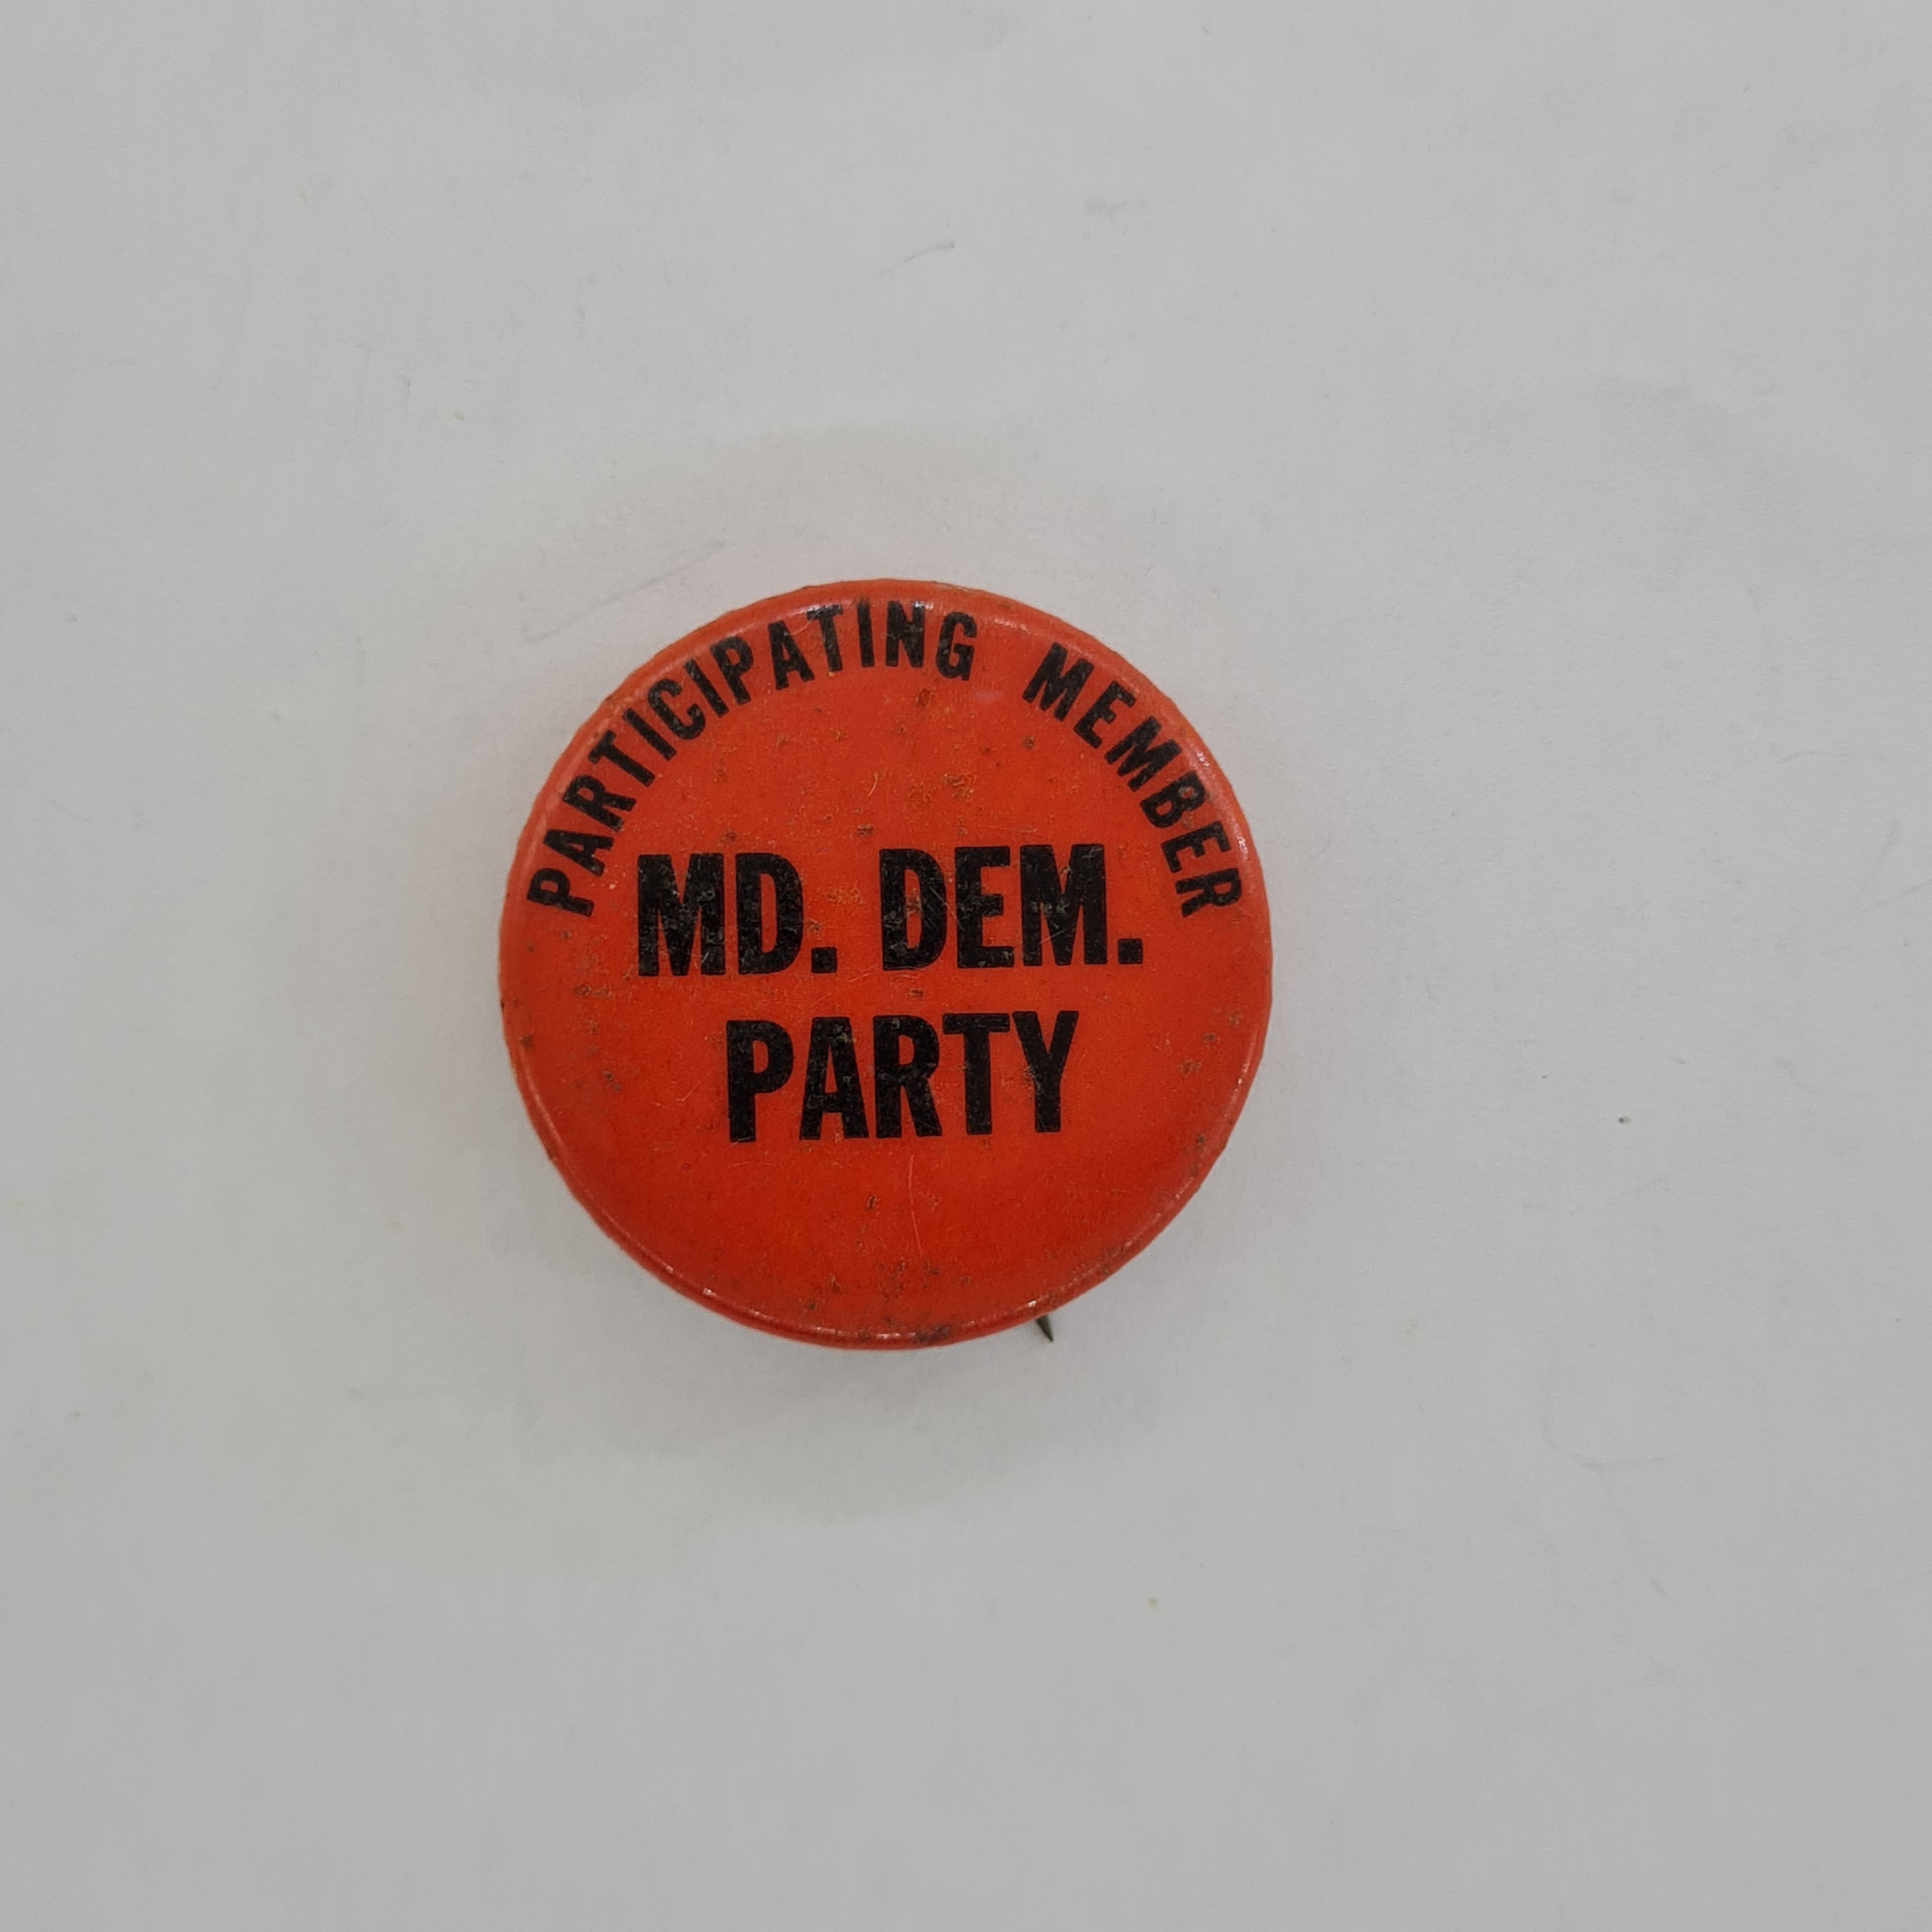 PARTICIPATING MEMBER
MD. DEM.
PARTY